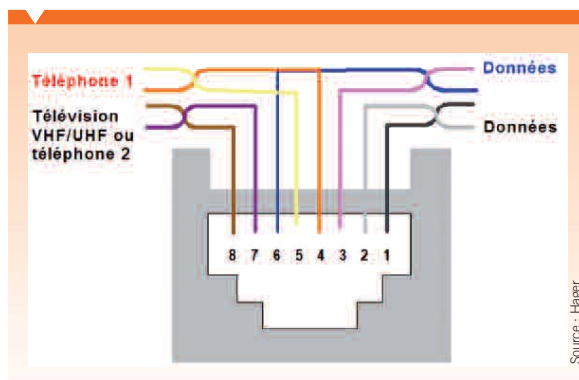 Téléphone 1
Données
Télévision
VHF/UHF ou
téléphone 2
Données
8 7 6 5 4 3 2 1
Source : Hager